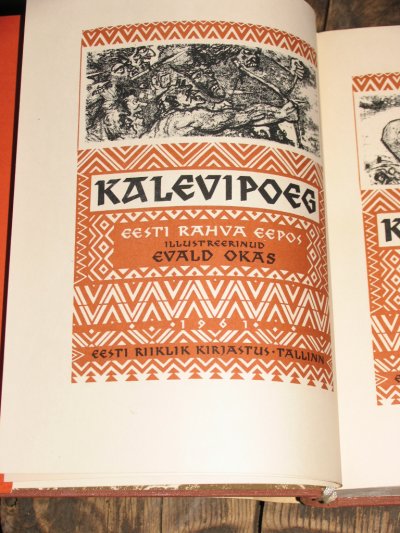 KALEVIPOEG
EESTI RAHVA EEPOS
ILLUSTREERINUD
EVALD OKAS
1961
EESTI RIIKLIK KIRJASTUS · TALLINN
K